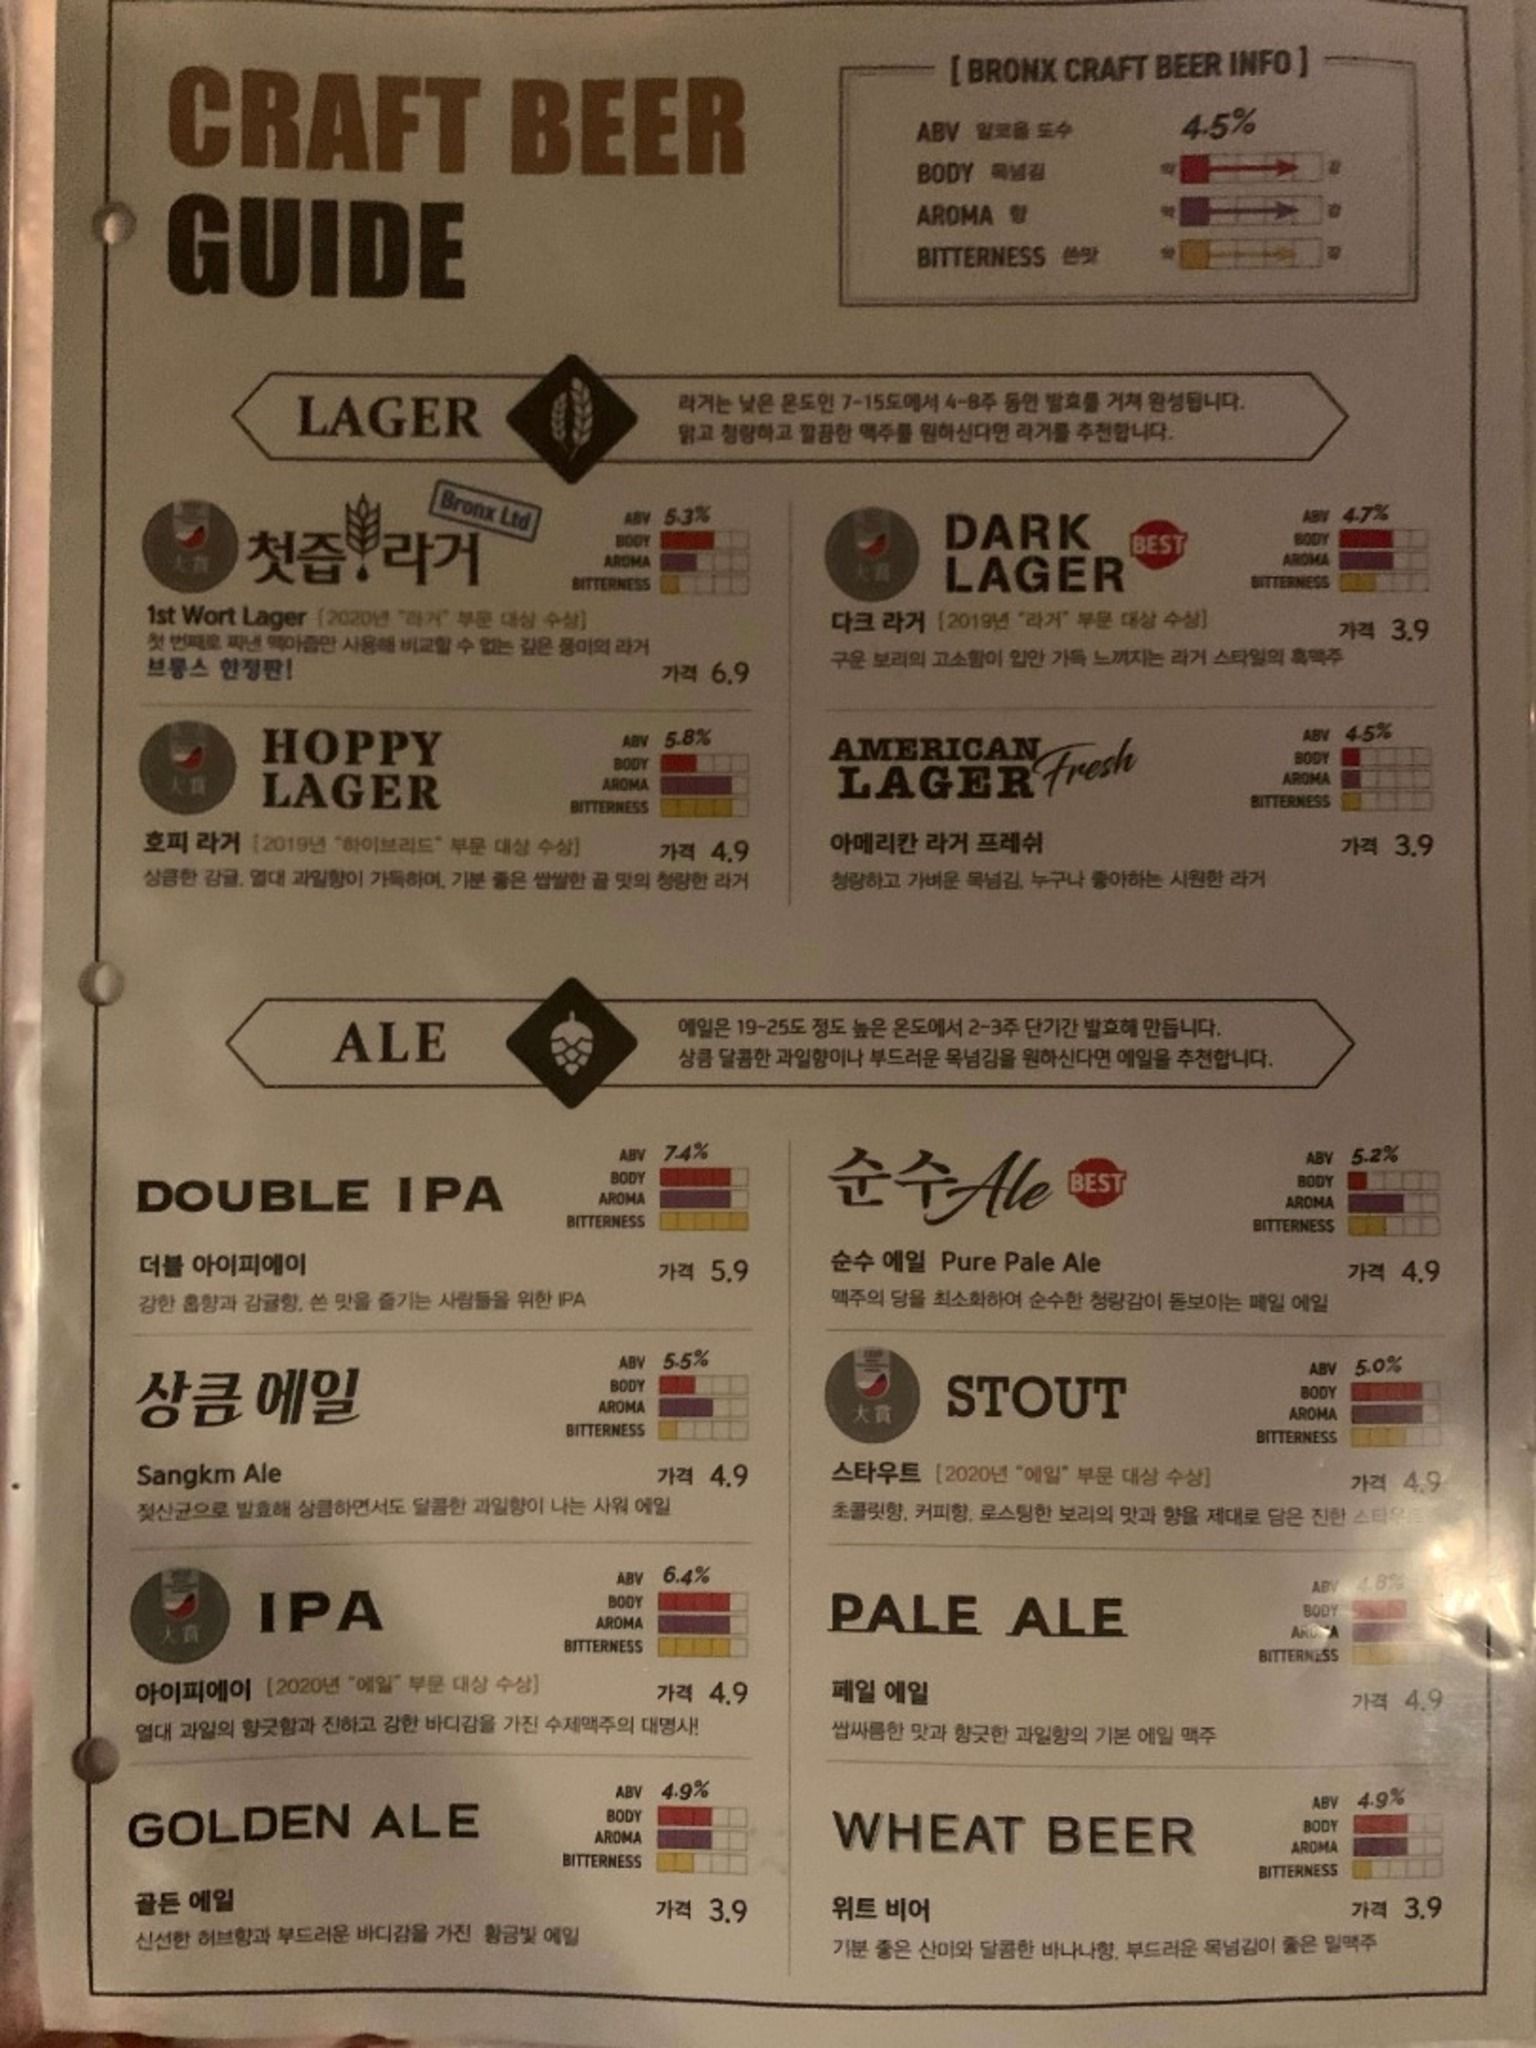 CRAFT BEER
GUIDE
[ BRONX CRAFT BEER INFO ]
ABV 알코올 도수 4.5%
BODY 목넘김 약 강
AROMA 향 약 강
BITTERNESS 쓴맛 약 강
LAGER
라거는 낮은 온도인 7-15도에서 4-8주 동안 발효를 거쳐 완성됩니다.
맑고 청량하고 깔끔한 맥주를 원하신다면 라거를 추천합니다.
大賞
첫즙 라거
Bronx Ltd
ABV 5.3%
BODY
AROMA
BITTERNESS
1st Wort Lager [2020년 "라거" 부문 대상 수상]
첫 번째로 짜낸 맥아즙만 사용해 비교할 수 없는 깊은 풍미의 라거
브롱스 한정판!
가격 6.9
大賞
DARK
LAGER
BEST
ABV 4.7%
BODY
AROMA
BITTERNESS
다크 라거 [2019년 "라거" 부문 대상 수상]
가격 3.9
구운 보리의 고소함이 입안 가득 느껴지는 라거 스타일의 흑맥주
大賞
HOPPY
LAGER
ABV 5.8%
BODY
AROMA
BITTERNESS
호피 라거 [2019년 "하이브리드" 부문 대상 수상]
가격 4.9
상큼한 감귤, 열대 과일향이 가득하며, 기분 좋은 쌉쌀한 끝 맛의 청량한 라거
AMERICAN
LAGER Fresh
ABV 4.5%
BODY
AROMA
BITTERNESS
아메리칸 라거 프레쉬
가격 3.9
청량하고 가벼운 목넘김, 누구나 좋아하는 시원한 라거
ALE
에일은 19-25도 정도 높은 온도에서 2-3주 단기간 발효해 만듭니다.
상큼 달콤한 과일향이나 부드러운 목넘김을 원하신다면 에일을 추천합니다.
DOUBLE IPA
ABV 7.4%
BODY
AROMA
BITTERNESS
더블 아이피에이
가격 5.9
강한 홉향과 감귤향, 쓴 맛을 즐기는 사람들을 위한 IPA
순수Ale
BEST
ABV 5.2%
BODY
AROMA
BITTERNESS
순수 에일 Pure Pale Ale
가격 4.9
맥주의 당을 최소화하여 순수한 청량감이 돋보이는 페일 에일
상큼 에일
ABV 5.5%
BODY
AROMA
BITTERNESS
Sangkm Ale
가격 4.9
젖산균으로 발효해 상큼하면서도 달콤한 과일향이 나는 사워 에일
大賞
STOUT
ABV 5.0%
BODY
AROMA
BITTERNESS
스타우트 [2020년 "에일" 부문 대상 수상]
가격 4.9
초콜릿향, 커피향, 로스팅한 보리의 맛과 향을 제대로 담은 진한 스타우트
大賞
IPA
ABV 6.4%
BODY
AROMA
BITTERNESS
아이피에이 [2020년 "에일" 부문 대상 수상]
가격 4.9
열대 과일의 향긋함과 진하고 강한 바디감을 가진 수제맥주의 대명사!
PALE ALE
ABV 4.8%
BODY
AROMA
BITTERNESS
페일 에일
가격 4.9
쌉싸름한 맛과 향긋한 과일향의 기본 에일 맥주
GOLDEN ALE
ABV 4.9%
BODY
AROMA
BITTERNESS
골든 에일
가격 3.9
신선한 허브향과 부드러운 바디감을 가진 황금빛 에일
WHEAT BEER
ABV 4.9%
BODY
AROMA
BITTERNESS
위트 비어
가격 3.9
기분 좋은 산미와 달콤한 바나나향, 부드러운 목넘김이 좋은 밀맥주